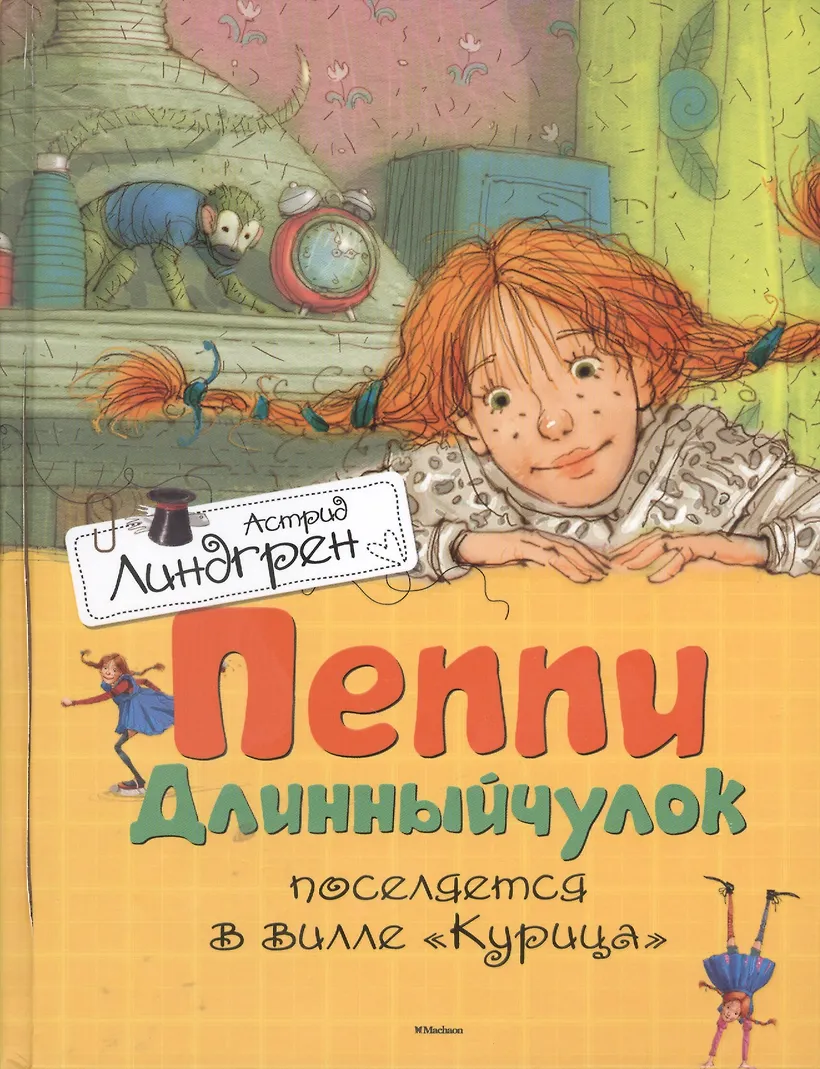 Астрид
Линдгрен
Пеппи
Длинныйчулок
поселяется
в вилле «Курица»
Machaon